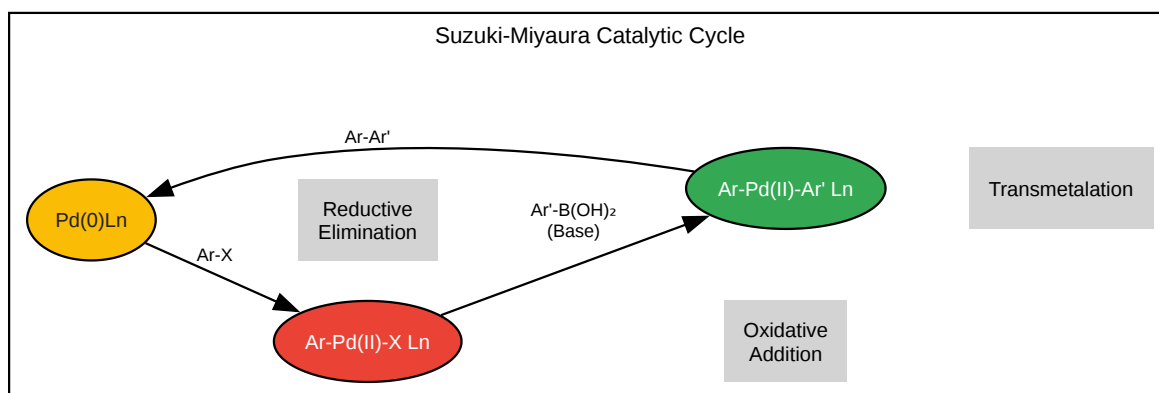 Suzuki-Miyaura Catalytic Cycle
Ar-Ar'
Pd(0)Ln
Reductive
Elimination
Ar'-B(OH)₂
(Base)
Ar-Pd(II)-Ar' Ln
Transmetalation
Ar-X
Ar-Pd(II)-X Ln
Oxidative
Addition